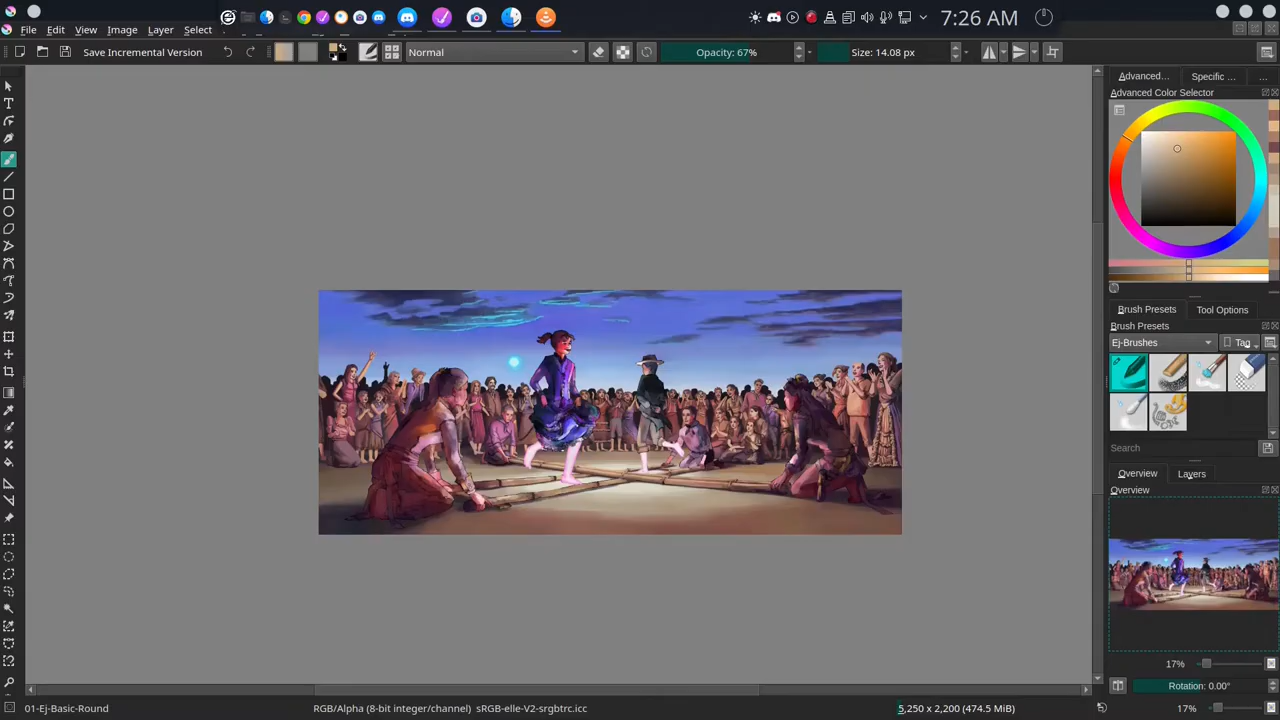 7:26 AM
File Edit View Image Layer Select
Save Incremental Version
Normal
Opacity: 67%
Size: 14.08 px
Advanced...
Specific ...
...
Advanced Color Selector
Brush Presets
Tool Options
Brush Presets
Ej-Brushes
Tag
Search
Overview
Layers
Overview
17%
Rotation: 0.00°
01-Ej-Basic-Round
RGB/Alpha (8-bit integer/channel) sRGB-elle-V2-srgbtrc.icc
5,250 x 2,200 (474.5 MiB)
17%